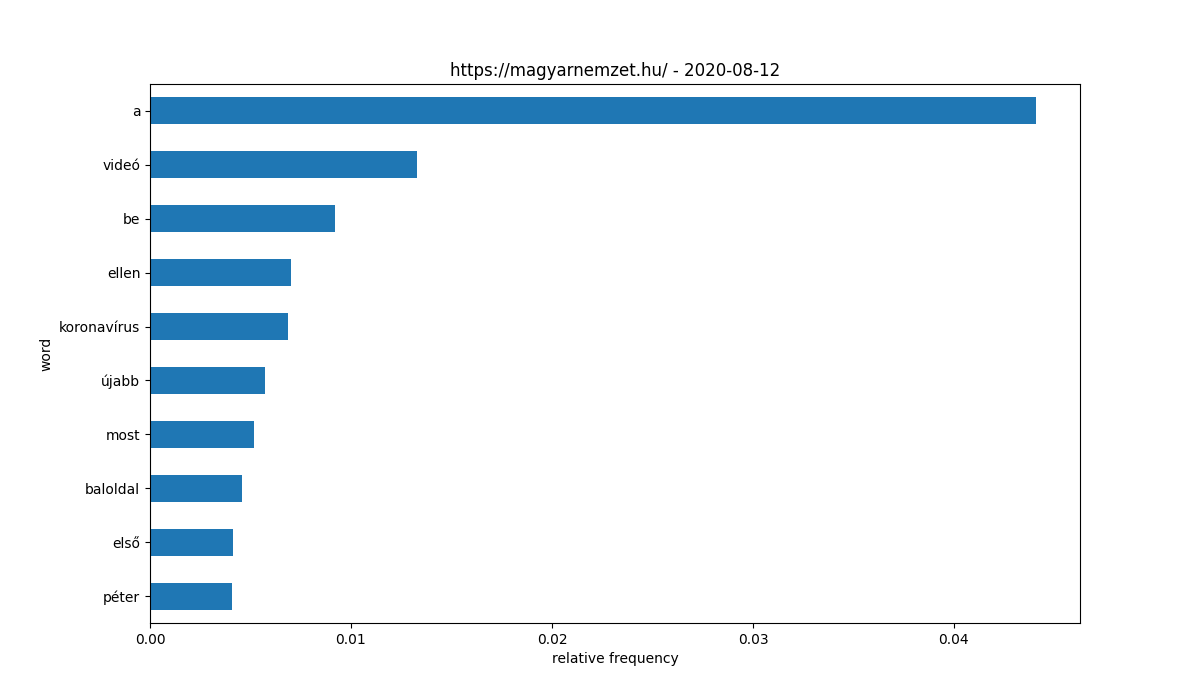 https://magyarnemzet.hu/ - 2020-08-12
a
videó
be
ellen
koronavírus
újabb
most
baloldal
első
péter
word
0.00 0.01 0.02 0.03 0.04
relative frequency